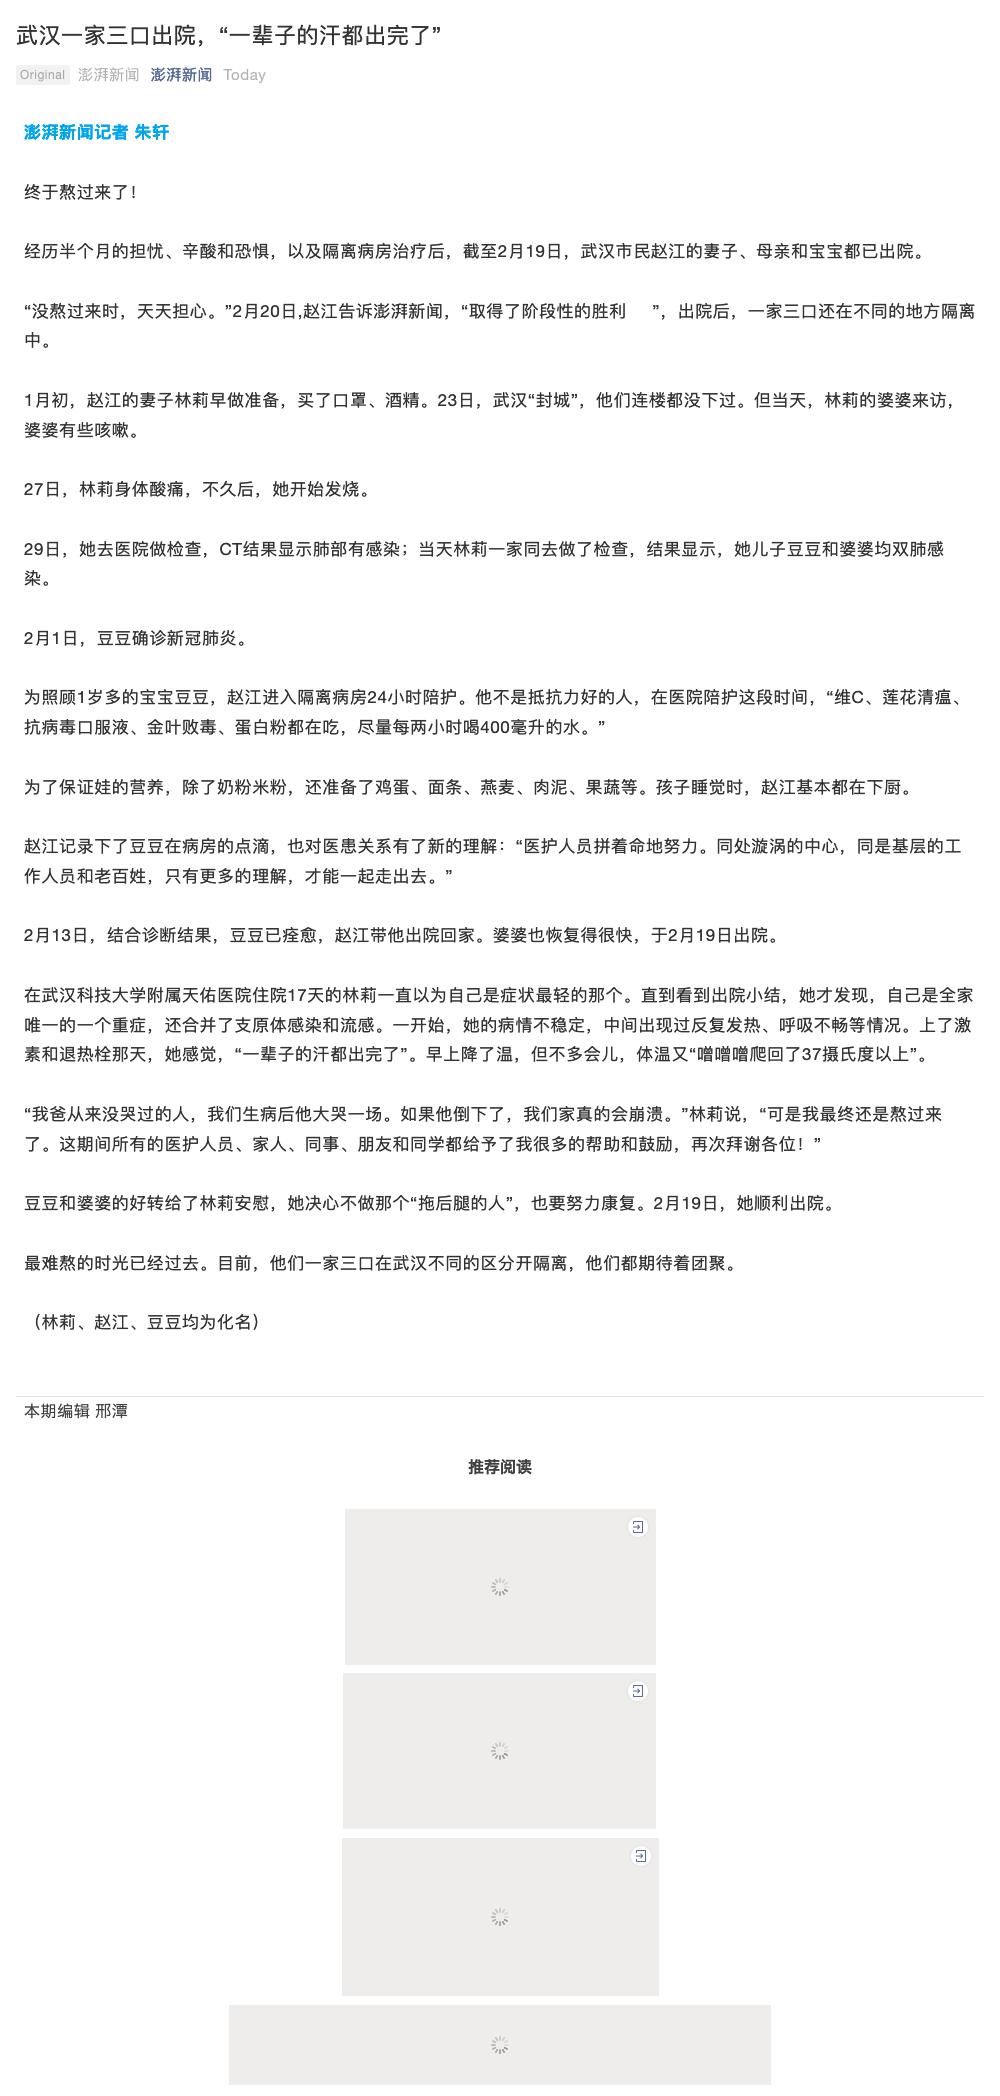 武汉一家三口出院，“一辈子的汗都出完了”
Original 澎湃新闻 澎湃新闻 Today
澎湃新闻记者 朱轩
终于熬过来了！
经历半个月的担忧、辛酸和恐惧，以及隔离病房治疗后，截至2月19日，武汉市民赵江的妻子、母亲和宝宝都已出院。
“没熬过来时，天天担心。”2月20日,赵江告诉澎湃新闻，“取得了阶段性的胜利　”，出院后，一家三口还在不同的地方隔离
中。
1月初，赵江的妻子林莉早做准备，买了口罩、酒精。23日，武汉“封城”，他们连楼都没下过。但当天，林莉的婆婆来访，
婆婆有些咳嗽。
27日，林莉身体酸痛，不久后，她开始发烧。
29日，她去医院做检查，CT结果显示肺部有感染；当天林莉一家同去做了检查，结果显示，她儿子豆豆和婆婆均双肺感
染。
2月1日，豆豆确诊新冠肺炎。
为照顾1岁多的宝宝豆豆，赵江进入隔离病房24小时陪护。他不是抵抗力好的人，在医院陪护这段时间，“维C、莲花清瘟、
抗病毒口服液、金叶败毒、蛋白粉都在吃，尽量每两小时喝400毫升的水。”
为了保证娃的营养，除了奶粉米粉，还准备了鸡蛋、面条、燕麦、肉泥、果蔬等。孩子睡觉时，赵江基本都在下厨。
赵江记录下了豆豆在病房的点滴，也对医患关系有了新的理解：“医护人员拼着命地努力。同处漩涡的中心，同是基层的工
作人员和老百姓，只有更多的理解，才能一起走出去。”
2月13日，结合诊断结果，豆豆已痊愈，赵江带他出院回家。婆婆也恢复得很快，于2月19日出院。
在武汉科技大学附属天佑医院住院17天的林莉一直以为自己是症状最轻的那个。直到看到出院小结，她才发现，自己是全家
唯一的一个重症，还合并了支原体感染和流感。一开始，她的病情不稳定，中间出现过反复发热、呼吸不畅等情况。上了激
素和退热栓那天，她感觉，“一辈子的汗都出完了”。早上降了温，但不多会儿，体温又“噌噌噌爬回了37摄氏度以上”。
“我爸从来没哭过的人，我们生病后他大哭一场。如果他倒下了，我们家真的会崩溃。”林莉说，“可是我最终还是熬过来
了。这期间所有的医护人员、家人、同事、朋友和同学都给予了我很多的帮助和鼓励，再次拜谢各位！”
豆豆和婆婆的好转给了林莉安慰，她决心不做那个“拖后腿的人”，也要努力康复。2月19日，她顺利出院。
最难熬的时光已经过去。目前，他们一家三口在武汉不同的区分开隔离，他们都期待着团聚。
（林莉、赵江、豆豆均为化名）
本期编辑 邢潭
推荐阅读